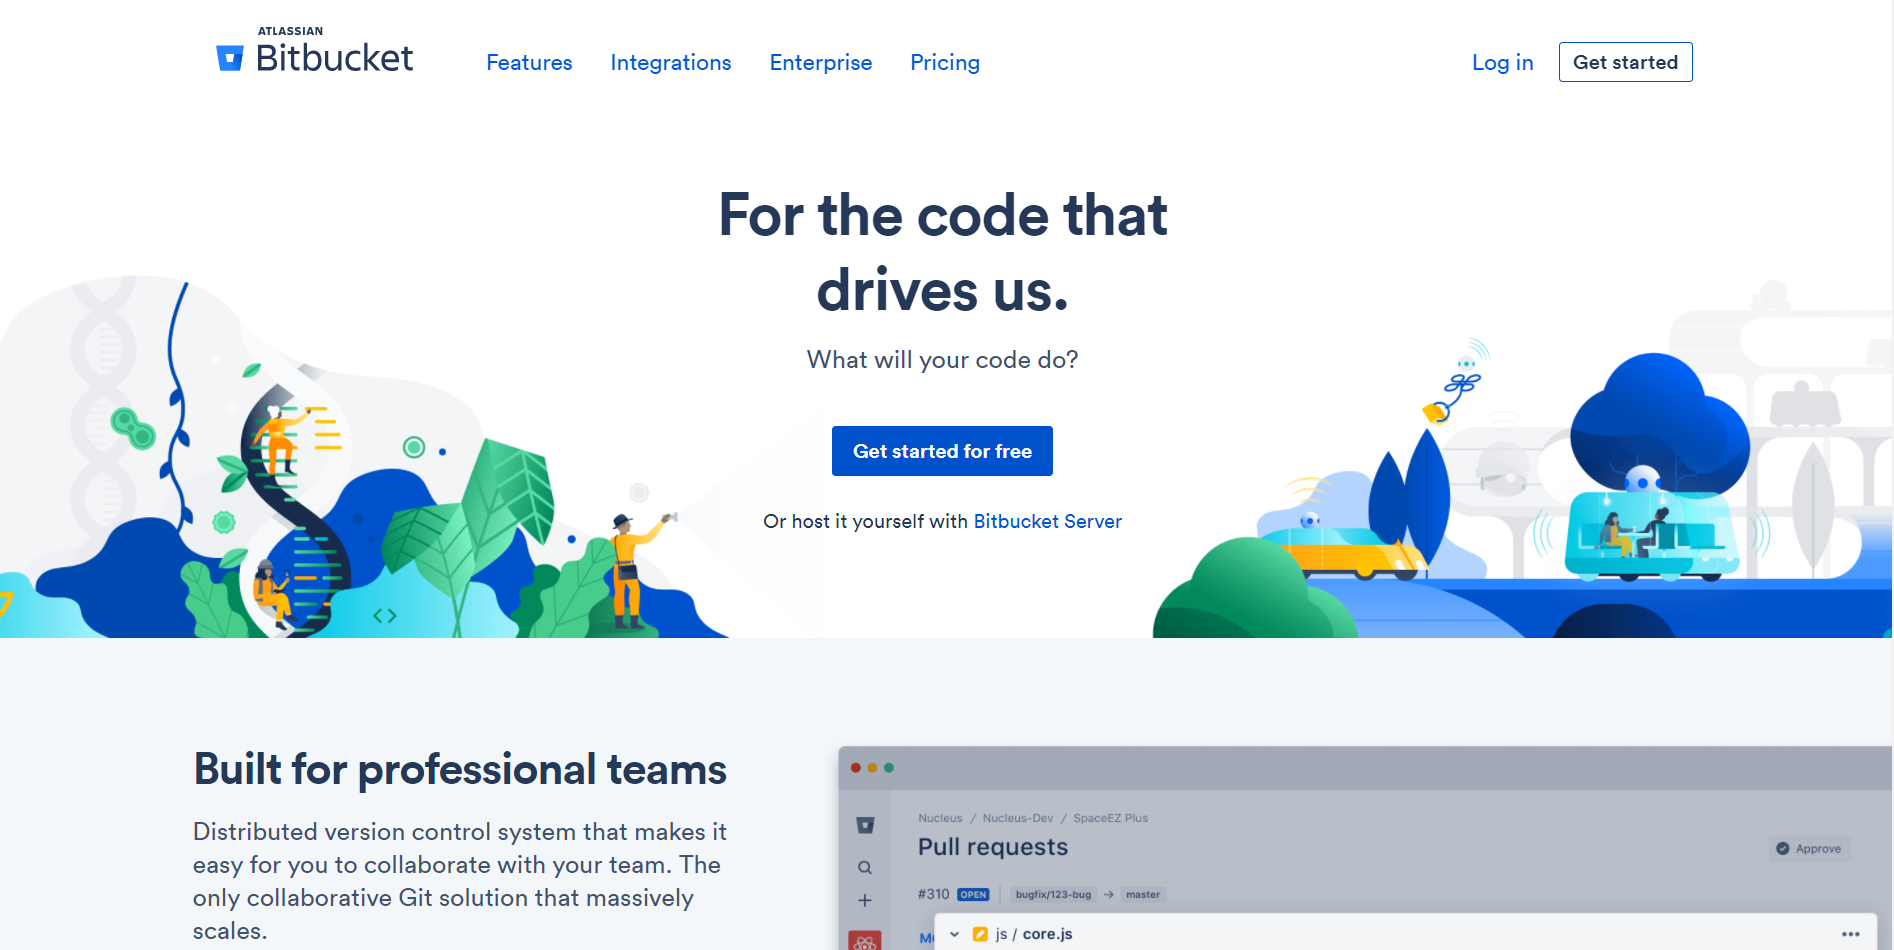 ATLASSIAN
Bitbucket
Features
Integrations
Enterprise
Pricing
Log in
Get started
For the code that
drives us.
What will your code do?
Get started for free
Or host it yourself with Bitbucket Server
Built for professional teams
Distributed version control system that makes it
easy for you to collaborate with your team. The
only collaborative Git solution that massively
scales.
Nucleus / Nucleus-Dev / SpaceEZ Plus
Pull requests
Approve
#310 OPEN bugfix/123-bug → master
js / core.js